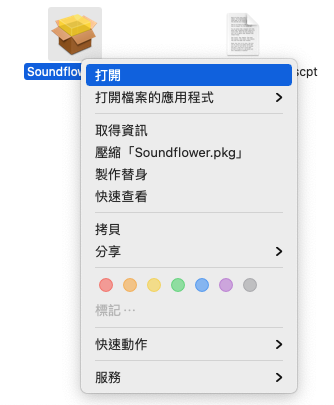 Soundflow
scpt
打開
打開檔案的應用程式
取得資訊
壓縮「Soundflower.pkg」
製作替身
快速查看
拷貝
分享
標記⋯
快速動作
服務